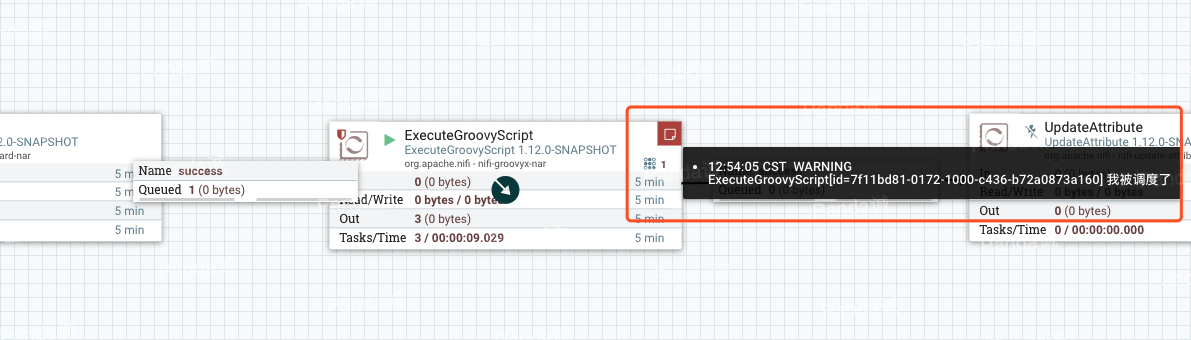 2.0-SNAPSHOT
ard-nar
5 m
5 min
5 min
5 min
Name success
Queued 1 (0 bytes)
ExecuteGroovyScript
ExecuteGroovyScript 1.12.0-SNAPSHOT
org.apache.nifi - nifi-groovyx-nar
1
0 (0 bytes)
5 min
Read/Write 0 bytes / 0 bytes
5 min
Out 3 (0 bytes)
5 min
Tasks/Time 3 / 00:00:09.029
5 min
12:54:05 CST WARNING
ExecuteGroovyScript[id=7f11bd81-0172-1000-c436-b72a0873a160] 我被调度了
Queued 0 (0 bytes)
UpdateAttribute
UpdateAttribute 1.12.0-SNAPSHO
org.apache.nifi - nifi-update-attrib
Read/Write 0 bytes / 0 bytes
Out 0 (0 bytes)
Tasks/Time 0 / 00:00:00.000